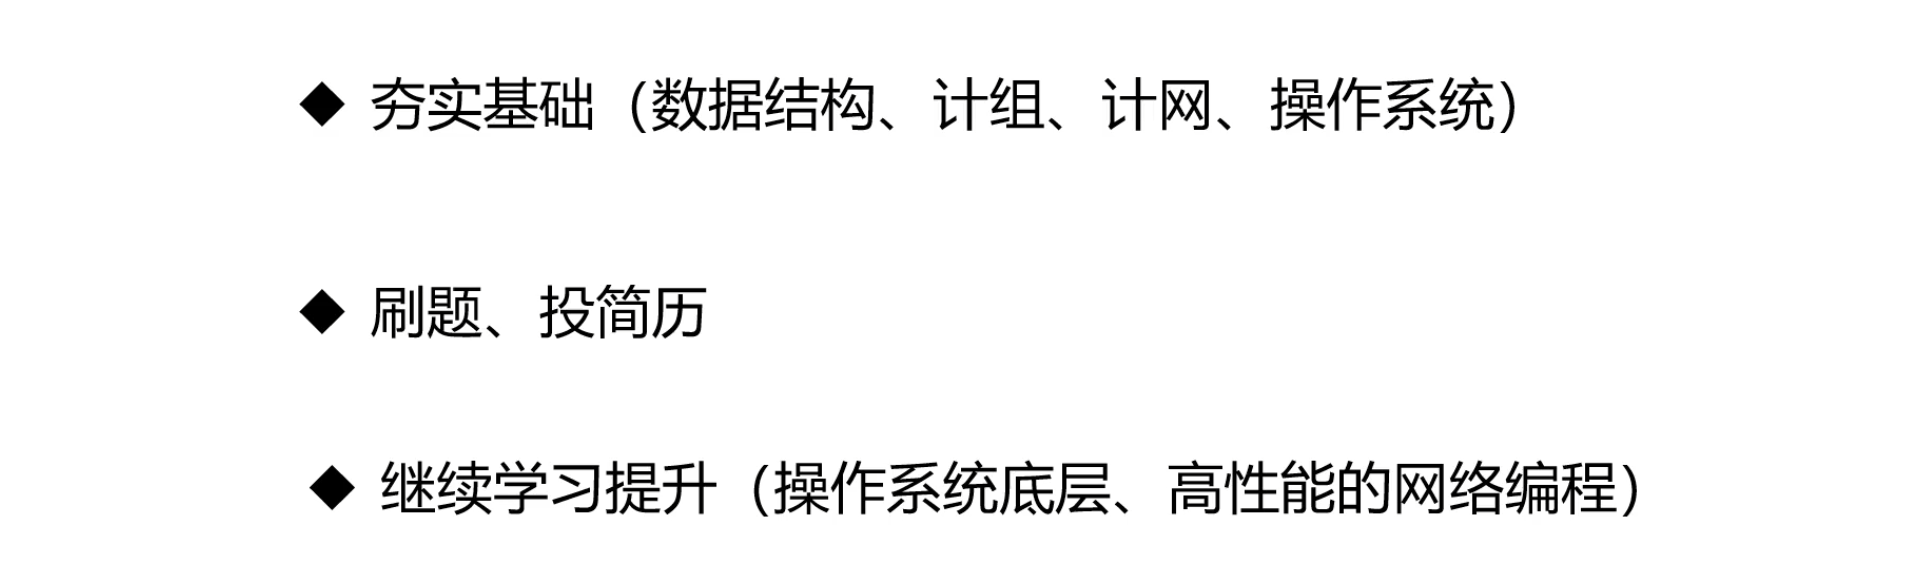 ◆ 夯实基础（数据结构、计组、计网、操作系统）
◆ 刷题、投简历
◆ 继续学习提升（操作系统底层、高性能的网络编程）